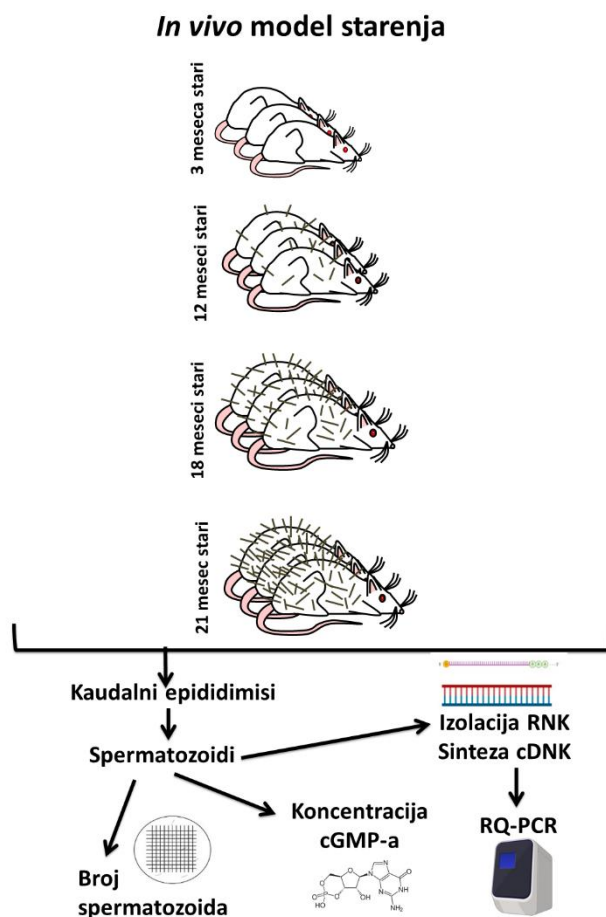 In vivo model starenja
3 meseca stari
12 meseci stari
18 meseci stari
21 mesec stari
Kaudalni epididimisi
Spermatozoidi
Izolacija RNK
Sinteza cDNK
Koncentracija
cGMP-a
RQ-PCR
Broj
spermatozoida